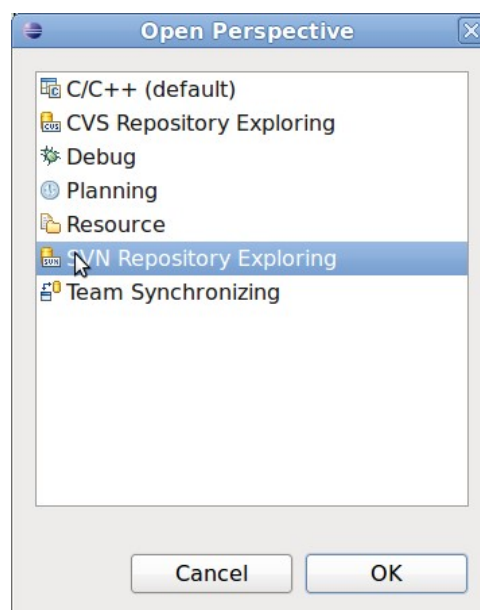 Open Perspective
C/C++ (default)
CVS Repository Exploring
Debug
Planning
Resource
SVN Repository Exploring
Team Synchronizing
Cancel OK